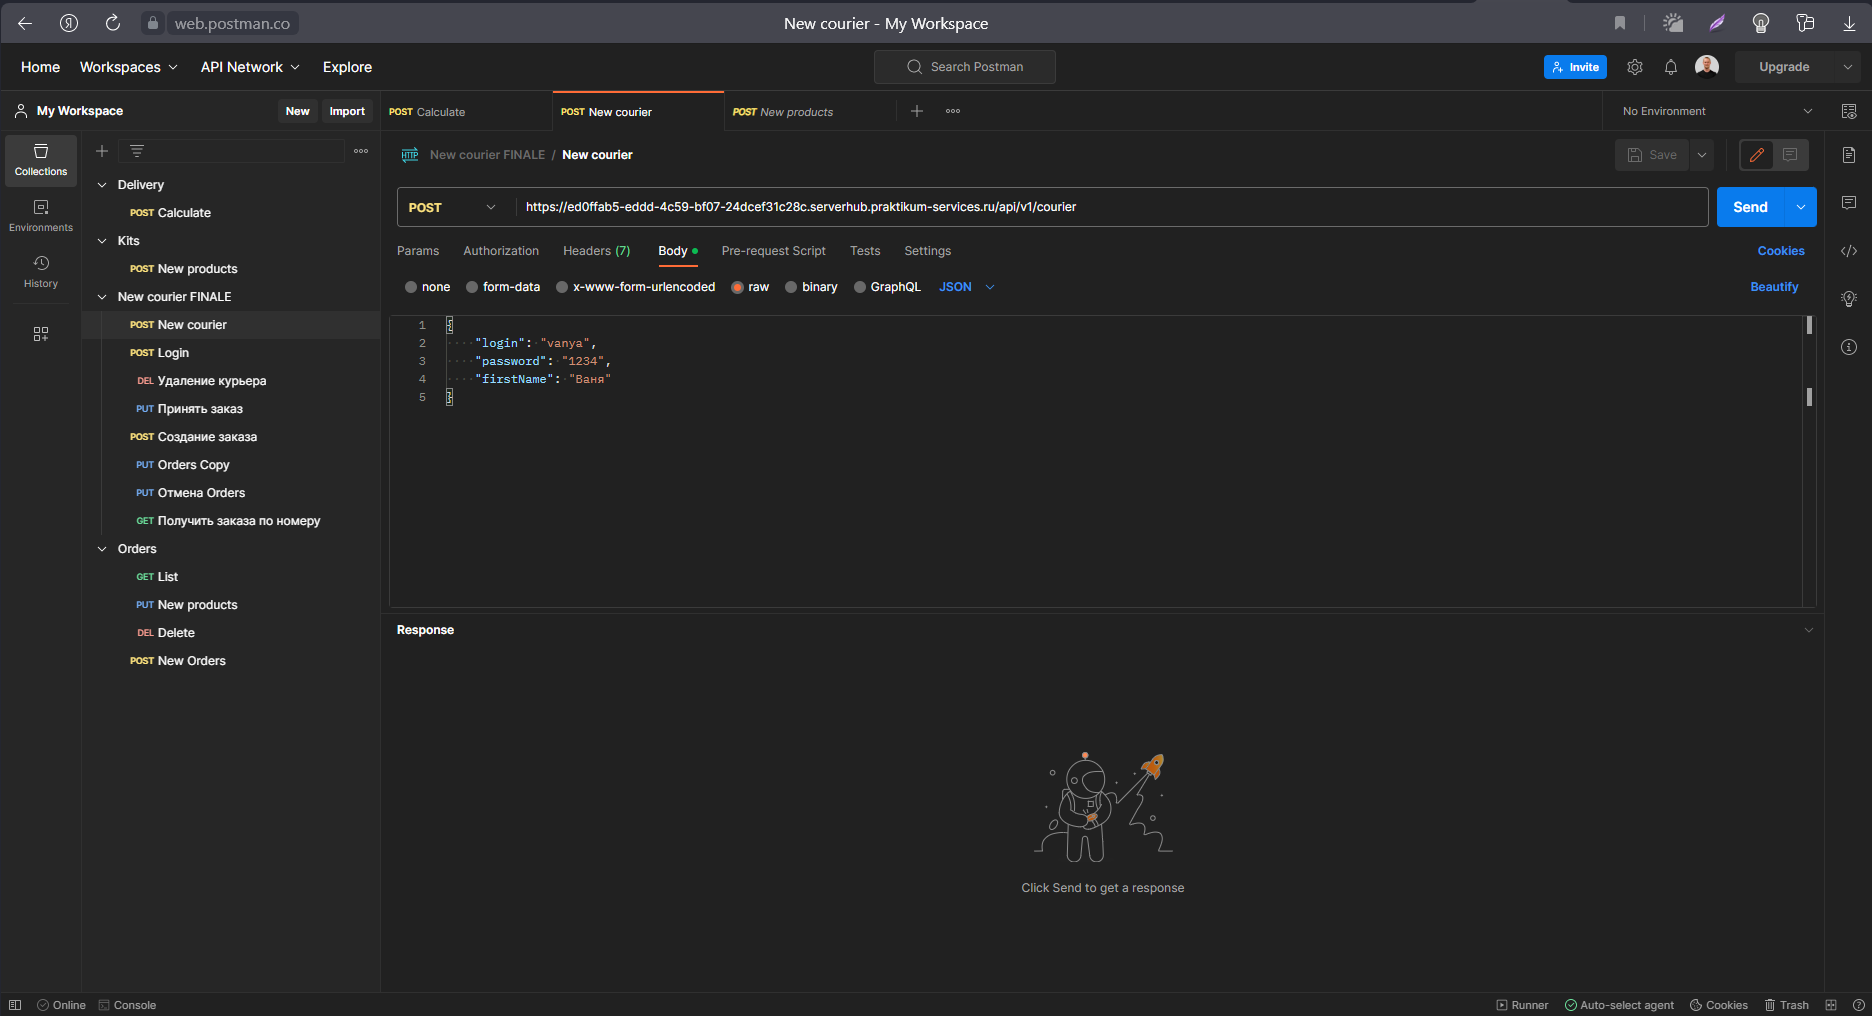 web.postman.co
New courier - My Workspace
Home
Workspaces
API Network
Explore
Search Postman
Invite
Upgrade
My Workspace
New
Import
POST Calculate
POST New courier
POST New products
No Environment
Collections
Environments
History
Delivery
POST Calculate
Kits
POST New products
New courier FINALE
POST New courier
POST Login
DEL Удаление курьера
PUT Принять заказ
POST Создание заказа
PUT Orders Copy
PUT Отмена Orders
GET Получить заказа по номеру
Orders
GET List
PUT New products
DEL Delete
POST New Orders
HTTP New courier FINALE / New courier
Save
POST
https://ed0ffab5-eddd-4c59-bf07-24dcef31c28c.serverhub.praktikum-services.ru/api/v1/courier
Send
Params
Authorization
Headers (7)
Body
Pre-request Script
Tests
Settings
Cookies
none
form-data
x-www-form-urlencoded
raw
binary
GraphQL
JSON
Beautify
1 {
2 "login": "vanya",
3 "password": "1234",
4 "firstName": "Ваня"
5 }
Response
Click Send to get a response
Online
Console
Runner
Auto-select agent
Cookies
Trash